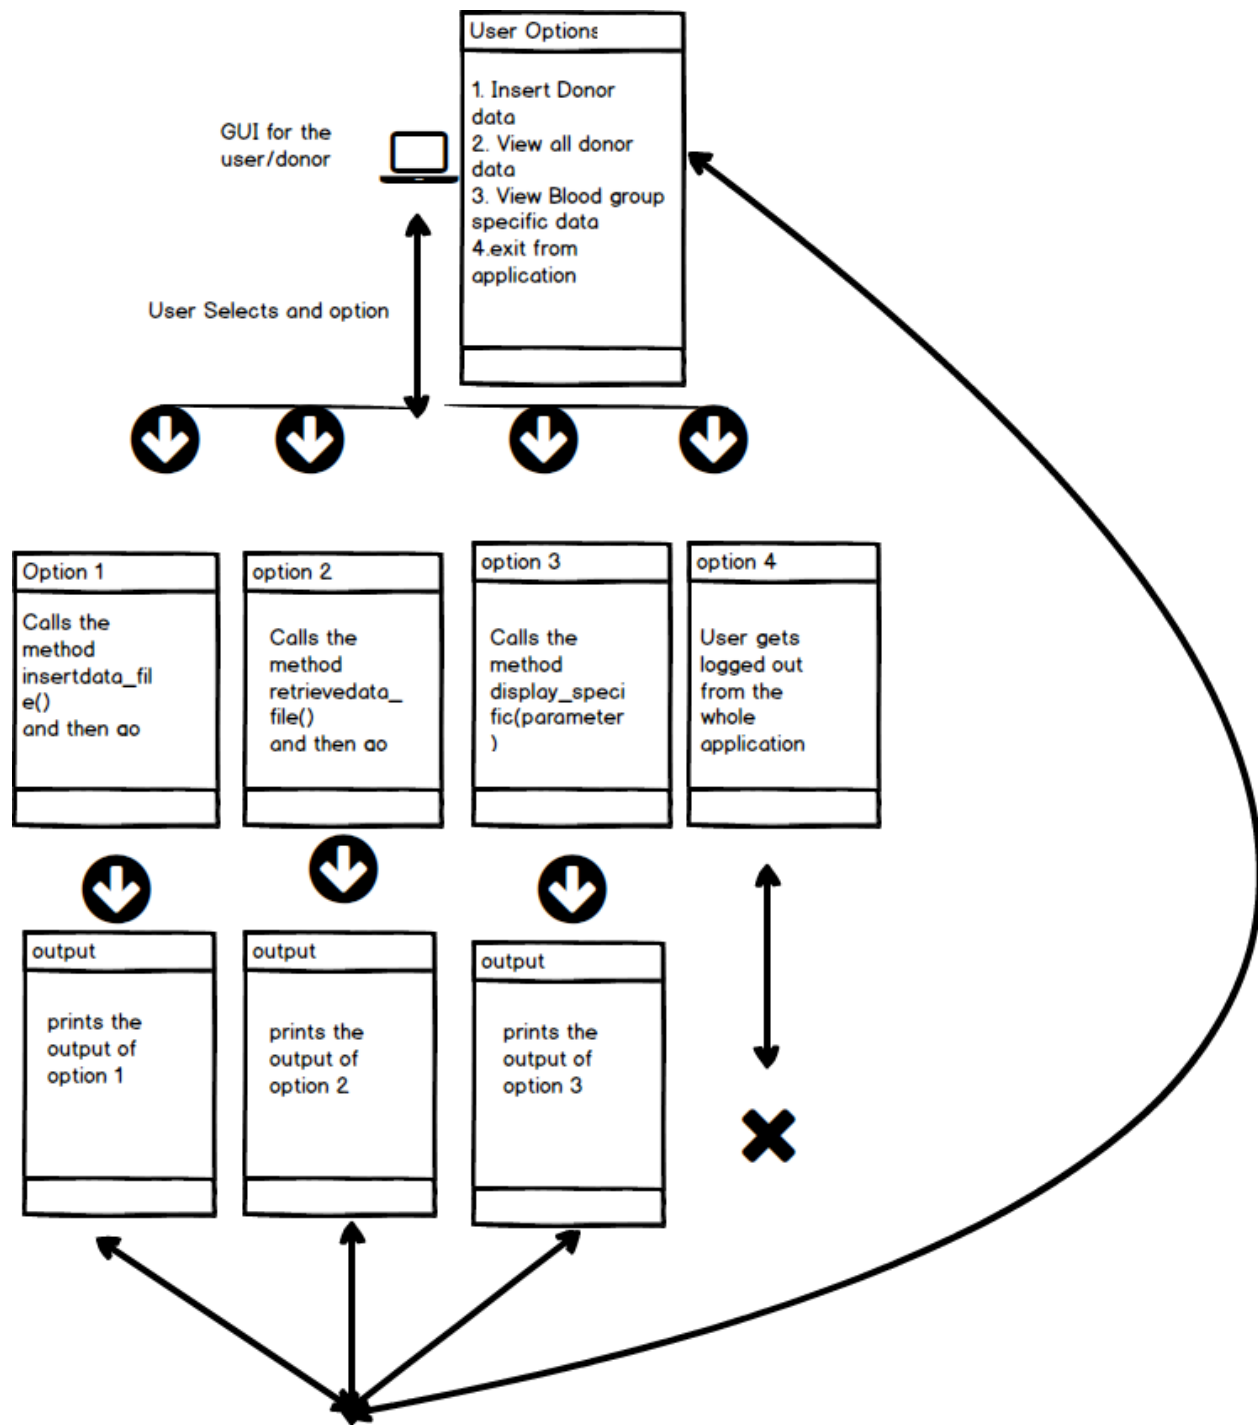 User Options
1. Insert Donor
data
2. View all donor
data
3. View Blood group
specific data
4.exit from
application
GUI for the
user/donor
User Selects and option
Option 1
Calls the
method
insertdata_fil
e()
and then go
option 2
Calls the
method
retrievedata_
file()
and then go
option 3
Calls the
method
display_speci
fic(parameter
)
option 4
User gets
logged out
from the
whole
application
output
prints the
output of
option 1
output
prints the
output of
option 2
output
prints the
output of
option 3